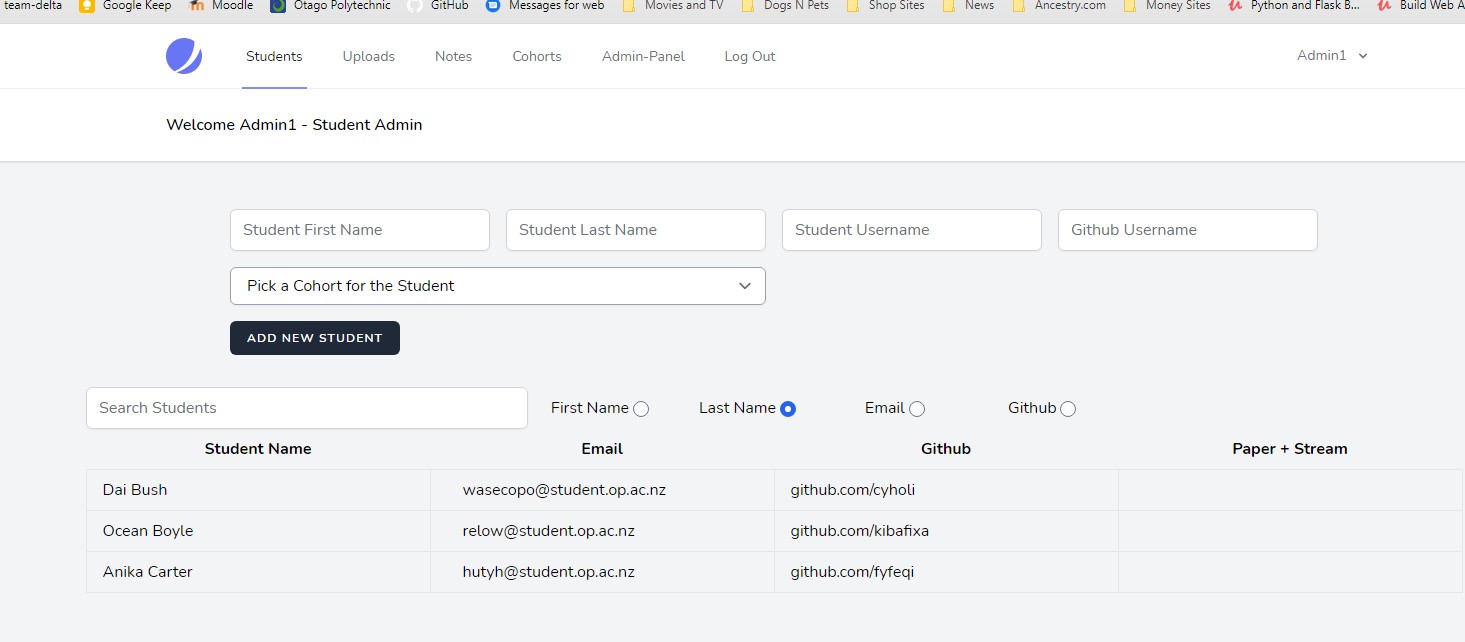 team-delta Google Keep Moodle Otago Polytechnic GitHub Messages for web Movies and TV Dogs N Pets Shop Sites News Ancestry.com Money Sites Python and Flask B... Build Web A
Students Uploads Notes Cohorts Admin-Panel Log Out Admin1
Welcome Admin1 - Student Admin
Student First Name Student Last Name Student Username Github Username
Pick a Cohort for the Student
ADD NEW STUDENT
Search Students First Name Last Name Email Github
Student Name Email Github Paper + Stream
Dai Bush wasecopo@student.op.ac.nz github.com/cyholi
Ocean Boyle relow@student.op.ac.nz github.com/kibafixa
Anika Carter hutyh@student.op.ac.nz github.com/fyfeqi